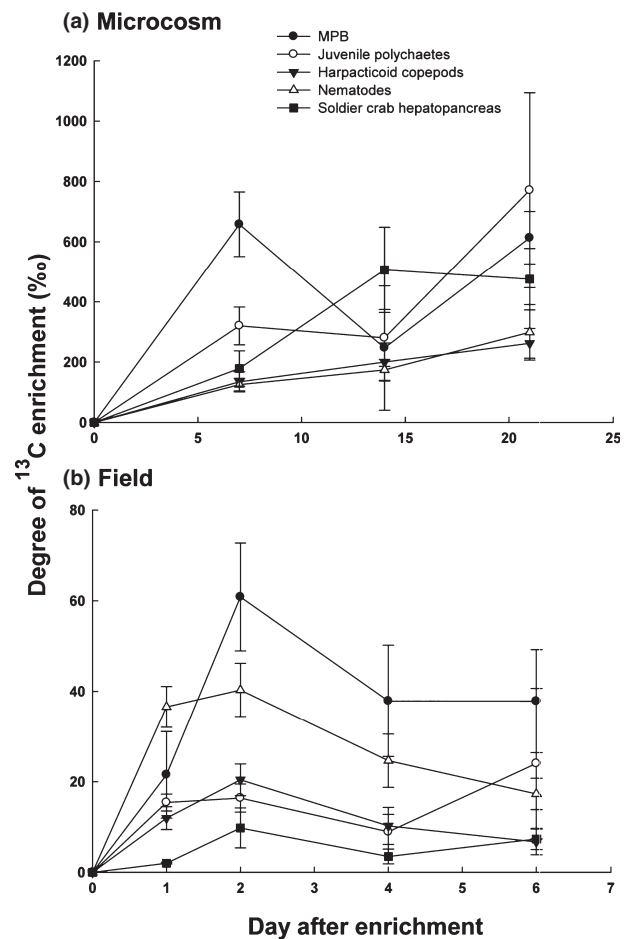 (a) Microcosm
MPB
Juvenile polychaetes
Harpacticoid copepods
Nematodes
Soldier crab hepatopancreas
1200
1000
800
600
400
200
0
0 5 10 15 20 25
Degree of ¹³C enrichment (‰)
(b) Field
80
60
40
20
0
0 1 2 3 4 5 6 7
Day after enrichment